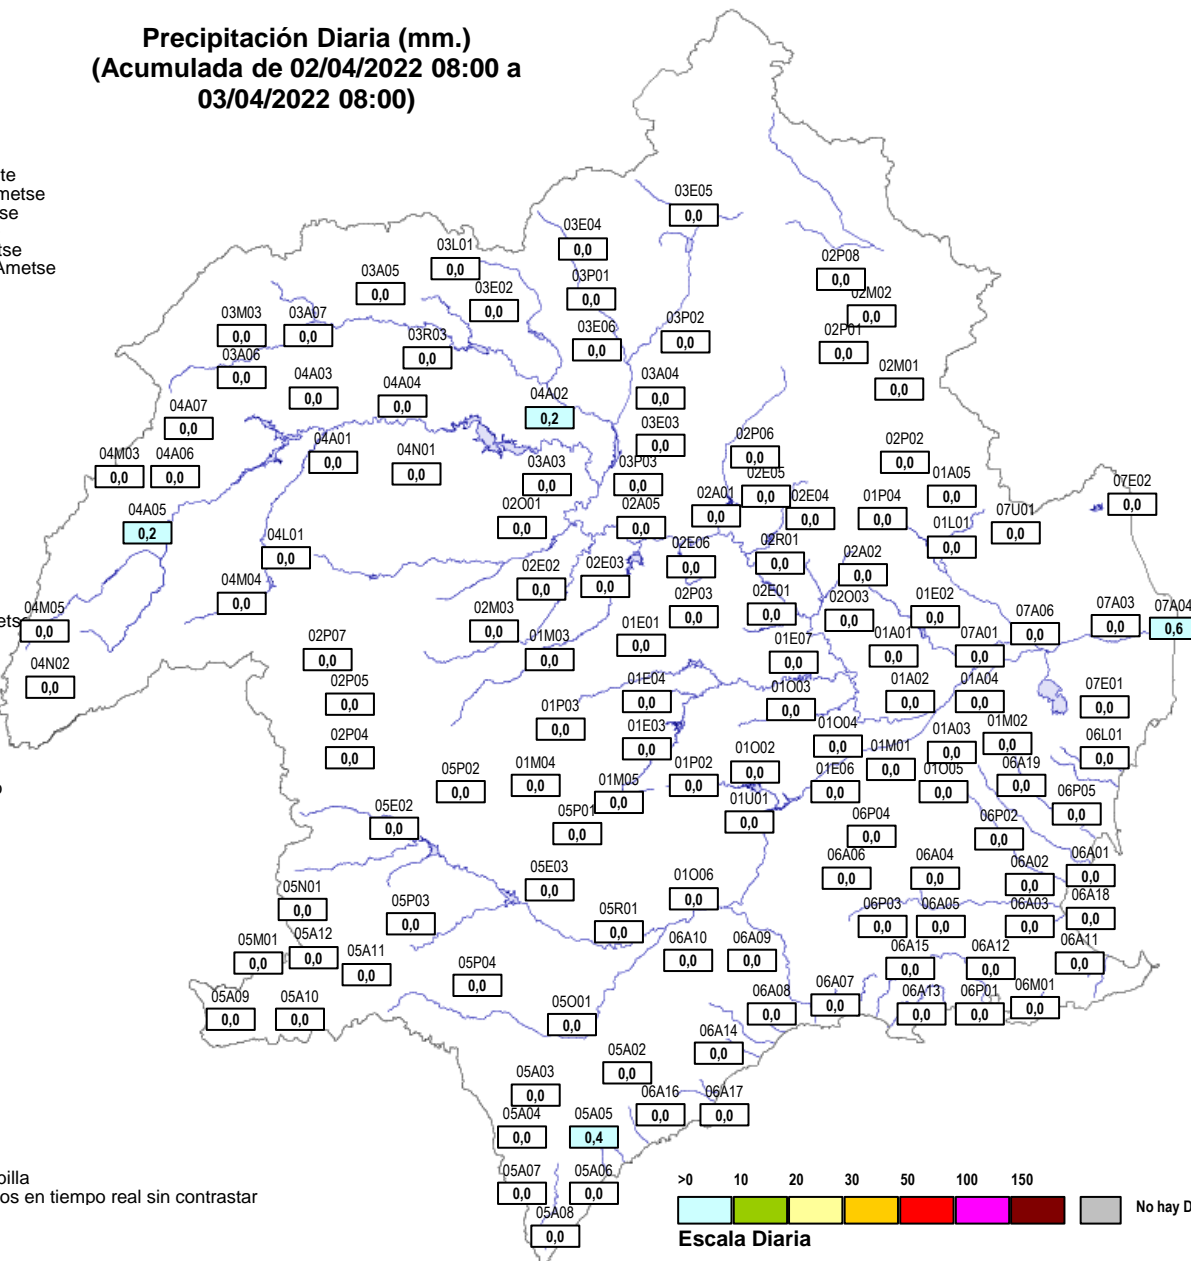 Precipitación Diaria (mm.)
(Acumulada de 02/04/2022 08:00 a
03/04/2022 08:00)
te
metse
se
tse
Ametse
03E05
0,0
03E04
0,0
03L01
0,0
02P08
0,0
03A05
0,0
03P01
0,0
03E02
0,0
02M02
0,0
03M03
0,0
03A07
0,0
03E06
0,0
03P02
0,0
02P01
0,0
03R03
0,0
03A06
0,0
02M01
0,0
04A03
0,0
04A04
0,0
04A02
0,2
03A04
0,0
04A07
0,0
03E03
0,0
04A01
0,0
04N01
0,0
02P06
0,0
02P02
0,0
04M03
0,0
04A06
0,0
03A03
0,0
03P03
0,0
02E05
0,0
01A05
0,0
07E02
0,0
04A05
0,2
02O01
0,0
02A05
0,0
02A01
0,0
02E04
0,0
01P04
0,0
07U01
0,0
01L01
0,0
04L01
0,0
02E06
0,0
02R01
0,0
02A02
0,0
02E02
0,0
02E03
0,0
04M04
0,0
etse
04M05
0,0
02M03
0,0
02P03
0,0
02E01
0,0
02O03
0,0
01E02
0,0
07A06
0,0
07A03
0,0
07A04
0,6
02P07
0,0
01M03
0,0
01E01
0,0
01E07
0,0
01A01
0,0
07A01
0,0
04N02
0,0
02P05
0,0
01E04
0,0
01O03
0,0
01A02
0,0
01A04
0,0
07E01
0,0
01P03
0,0
02P04
0,0
01E03
0,0
01O04
0,0
01A03
0,0
01M02
0,0
06L01
0,0
05P02
0,0
01M04
0,0
01M05
0,0
01P02
0,0
01O02
0,0
01M01
0,0
01E06
0,0
01O05
0,0
06A19
0,0
06P05
0,0
05E02
0,0
05P01
0,0
01U01
0,0
06P04
0,0
06P02
0,0
05E03
0,0
06A06
0,0
06A04
0,0
06A02
0,0
06A01
0,0
05N01
0,0
05P03
0,0
01O06
0,0
05R01
0,0
06P03
0,0
06A05
0,0
06A03
0,0
06A18
0,0
05M01
0,0
05A12
0,0
05A11
0,0
05P04
0,0
06A10
0,0
06A09
0,0
06A15
0,0
06A12
0,0
06A11
0,0
05A09
0,0
05A10
0,0
05O01
0,0
06A08
0,0
06A07
0,0
06A13
0,0
06P01
0,0
06M01
0,0
06A14
0,0
05A02
0,0
05A03
0,0
06A16
0,0
06A17
0,0
05A04
0,0
05A05
0,4
05A07
0,0
05A06
0,0
05A08
0,0
pilla
os en tiempo real sin contrastar
>0 10 20 30 50 100 150
No hay D
Escala Diaria